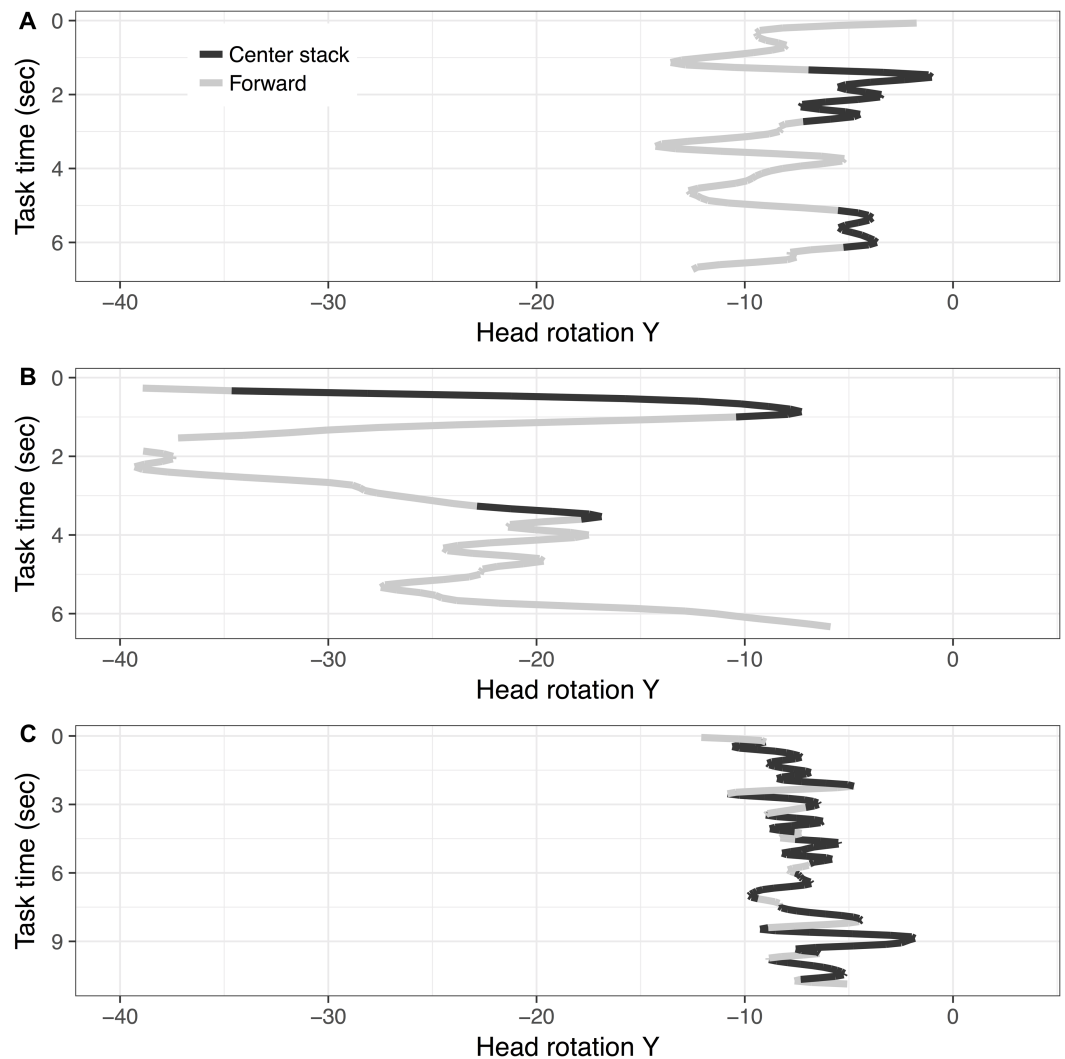 A
0
2
4
6
Task time (sec)
Center stack
Forward
−40 −30 −20 −10 0
Head rotation Y
B
0
2
4
6
Task time (sec)
−40 −30 −20 −10 0
Head rotation Y
C
0
3
6
9
Task time (sec)
−40 −30 −20 −10 0
Head rotation Y